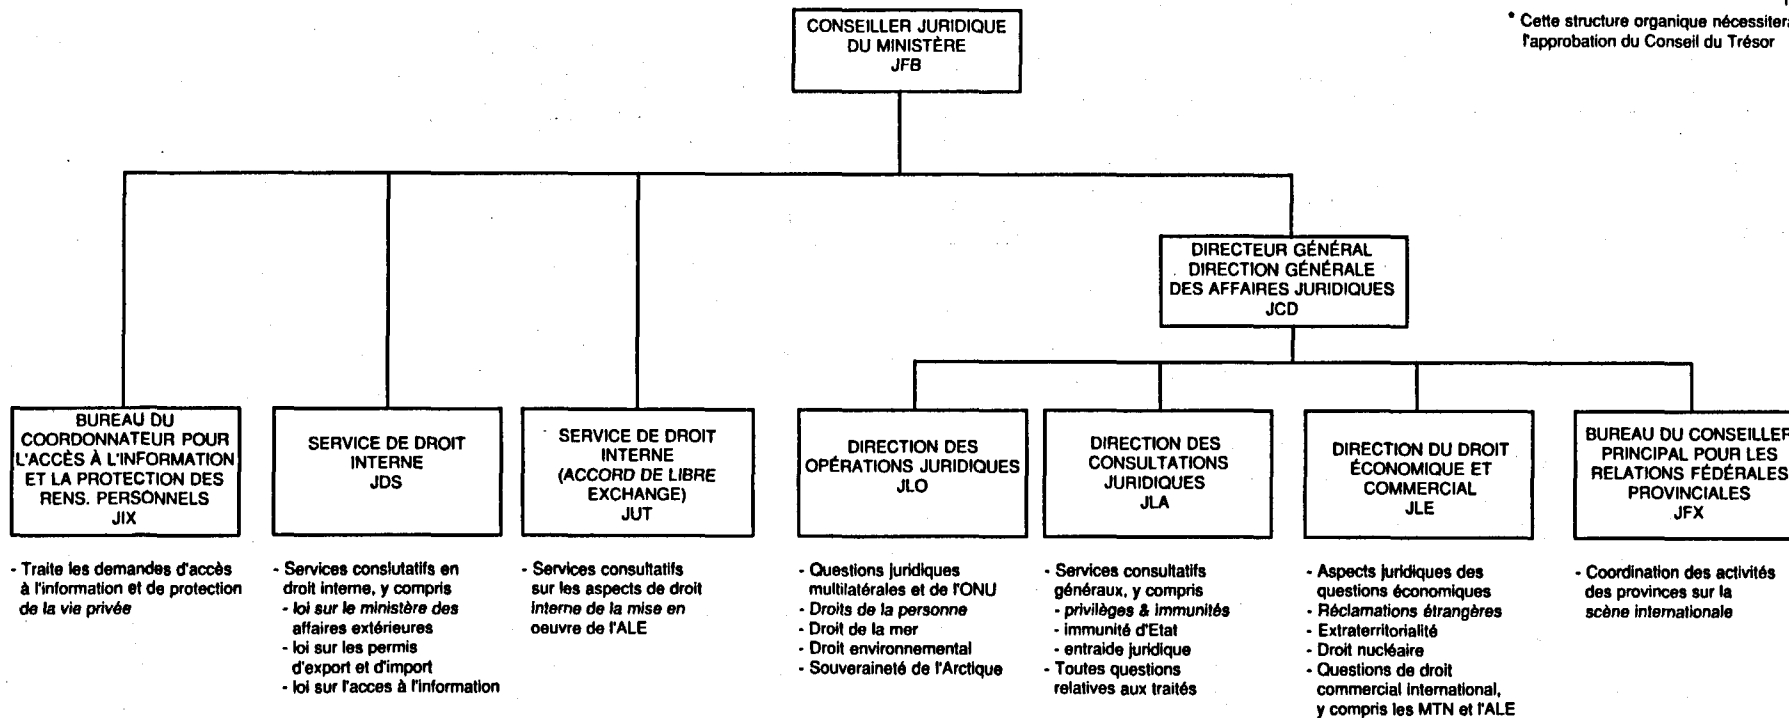 * Cette structure organique nécessitera
l'approbation du Conseil du Trésor
CONSEILLER JURIDIQUE
DU MINISTÈRE
JFB
DIRECTEUR GÉNÉRAL
DIRECTION GÉNÉRALE
DES AFFAIRES JURIDIQUES
JCD
BUREAU DU
COORDONNATEUR POUR
L'ACCÈS À L'INFORMATION
ET LA PROTECTION DES
RENS. PERSONNELS
JIX
- Traite les demandes d'accès
à l'information et de protection
de la vie privée
SERVICE DE DROIT
INTERNE
JDS
- Services conslutatifs en
droit interne, y compris
- loi sur le ministère des
affaires extérieures
- loi sur les permis
d'export et d'import
- loi sur l'acces à l'information
SERVICE DE DROIT
INTERNE
(ACCORD DE LIBRE
EXCHANGE)
JUT
- Services consultatifs
sur les aspects de droit
interne de la mise en
oeuvre de l'ALE
DIRECTION DES
OPÉRATIONS JURIDIQUES
JLO
- Questions juridiques
multilatérales et de l'ONU
- Droits de la personne
- Droit de la mer
- Droit environnemental
- Souveraineté de l'Arctique
DIRECTION DES
CONSULTATIONS
JURIDIQUES
JLA
- Services consultatifs
généraux, y compris
- privilèges & immunités
- immunité d'Etat
- entraide juridique
- Toutes questions
relatives aux traités
DIRECTION DU DROIT
ÉCONOMIQUE ET
COMMERCIAL
JLE
- Aspects juridiques des
questions économiques
- Réclamations étrangères
- Extraterritorialité
- Droit nucléaire
- Questions de droit
commercial international,
y compris les MTN et l'ALE
BUREAU DU CONSEILLER
PRINCIPAL POUR LES
RELATIONS FÉDÉRALES
PROVINCIALES
JFX
- Coordination des activités
des provinces sur la
scène internationale